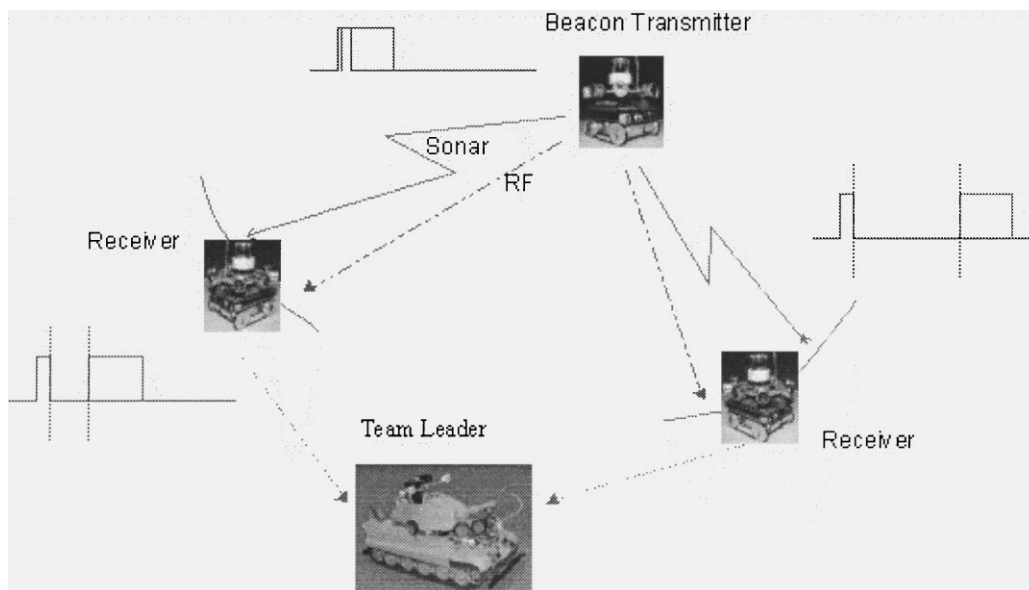 Beacon Transmitter
Sonar
RF
Receiver
Team Leader
Receiver